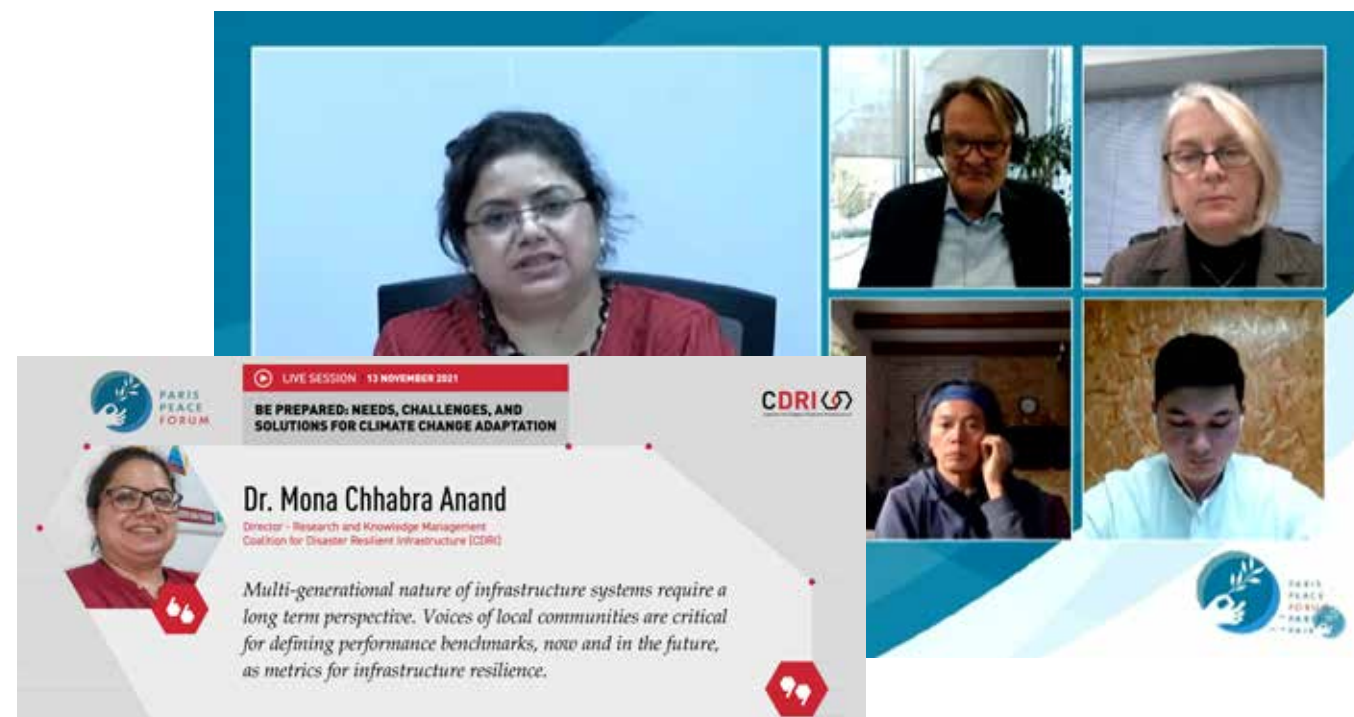 PARIS
PEACE
FORUM
LIVE SESSION 13 NOVEMBER 2021
BE PREPARED: NEEDS, CHALLENGES, AND
SOLUTIONS FOR CLIMATE CHANGE ADAPTATION
CDRI
Dr. Mona Chhabra Anand
Director - Research and Knowledge Management
Coalition for Disaster Resilient Infrastructure (CDRI)
Multi-generational nature of infrastructure systems require a
long term perspective. Voices of local communities are critical
for defining performance benchmarks, now and in the future,
as metrics for infrastructure resilience.
PARIS
PEACE
FORUM